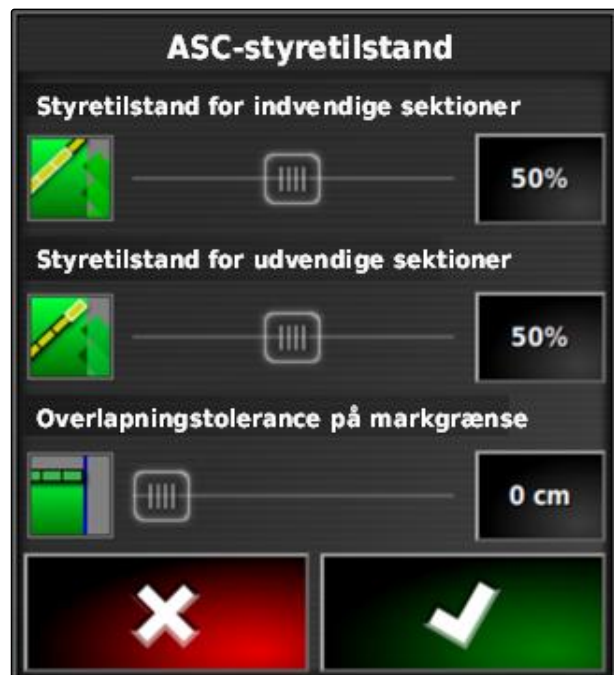 ASC-styretilstand
Styretilstand for indvendige sektioner
50%
Styretilstand for udvendige sektioner
50%
Overlapningstolerance på markgrænse
0 cm